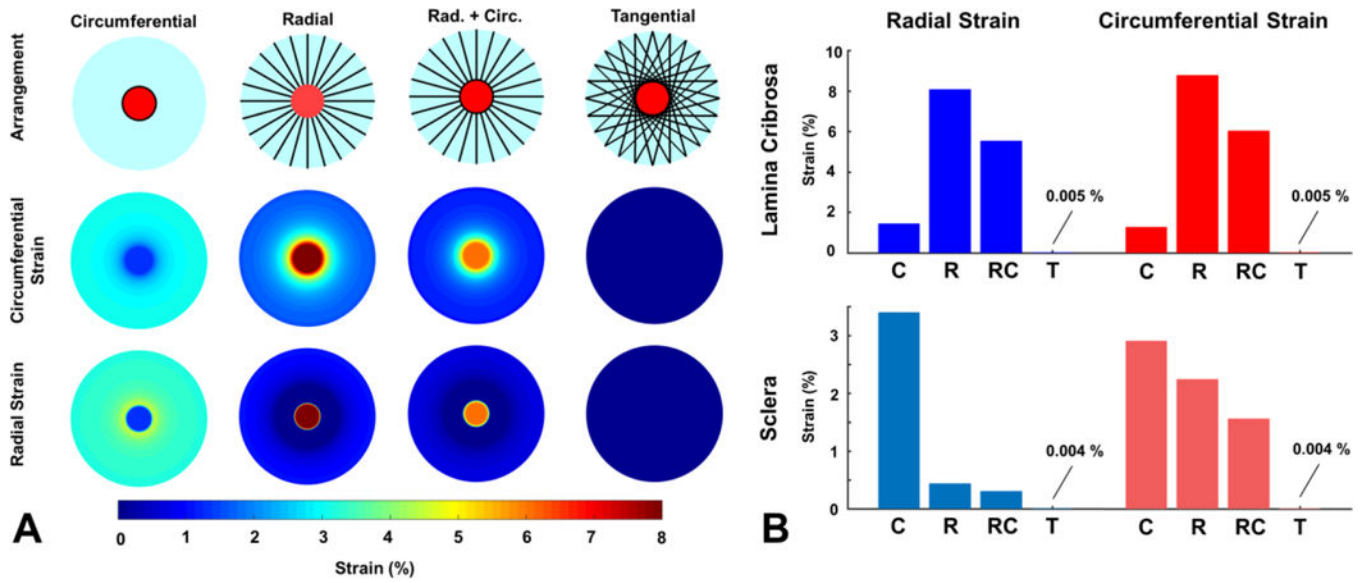 Circumferential Radial Rad. + Circ. Tangential
Arrangement
Circumferential
Strain
Radial Strain
0 1 2 3 4 5 6 7 8
Strain (%)
A
Radial Strain Circumferential Strain
Lamina Cribrosa
Strain (%)
10
8
6
4
2
0
0.005 % 0.005 %
C R RC T C R RC T
Sclera
Strain (%)
3
2
1
0
0.004 % 0.004 %
C R RC T C R RC T
B